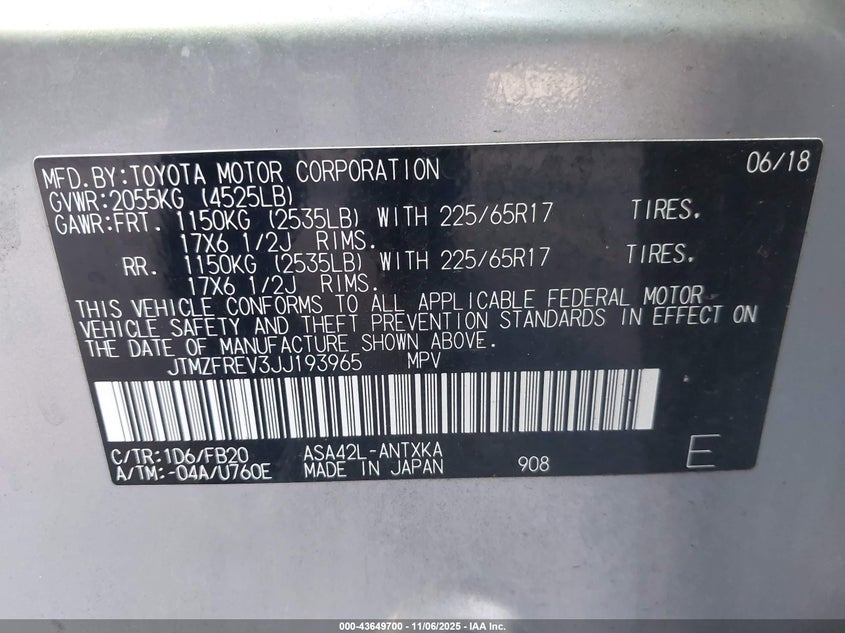 MFD.BY:TOYOTA MOTOR CORPORATION 06/18
GVWR:2055KG (4525LB)
GAWR:FRT. 1150KG (2535LB) WITH 225/65R17 TIRES.
17X6 1/2J RIMS.
RR. 1150KG (2535LB) WITH 225/65R17 TIRES.
17X6 1/2J RIMS.
THIS VEHICLE CONFORMS TO ALL APPLICABLE FEDERAL MOTOR
VEHICLE SAFETY AND THEFT PREVENTION STANDARDS IN EFFECT ON
THE DATE OF MANUFACTURE SHOWN ABOVE.
JTMZFREV3JJ193965 MPV
C/TR:1D6/FB20 ASA42L-ANTXKA
A/TM:-04A/U760E MADE IN JAPAN 908 E
000-43649700 - 11/06/2025 - IAA Inc.